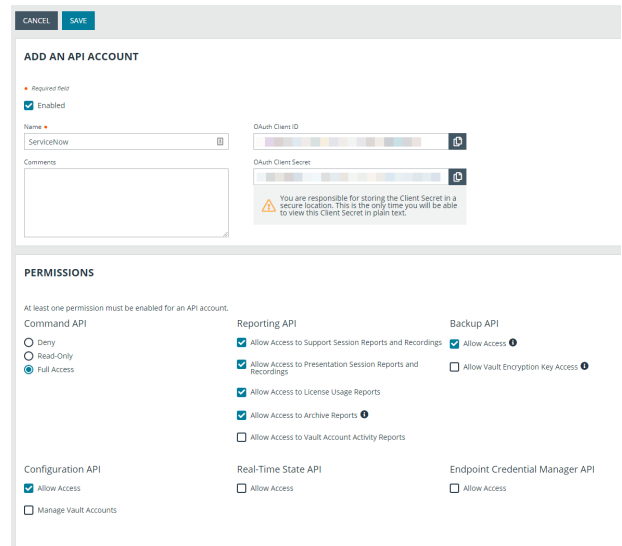 CANCEL
SAVE
ADD AN API ACCOUNT
• Required field
Enabled
Name •
ServiceNow
Comments
OAuth Client ID
OAuth Client Secret
You are responsible for storing the Client Secret in a
secure location. This is the only time you will be able
to view this Client Secret in plain text.
PERMISSIONS
At least one permission must be enabled for an API account.
Command API
Deny
Read-Only
Full Access
Reporting API
Allow Access to Support Session Reports and Recordings
Allow Access to Presentation Session Reports and
Recordings
Allow Access to License Usage Reports
Allow Access to Archive Reports
Allow Access to Vault Account Activity Reports
Backup API
Allow Access
Allow Vault Encryption Key Access
Configuration API
Allow Access
Manage Vault Accounts
Real-Time State API
Allow Access
Endpoint Credential Manager API
Allow Access